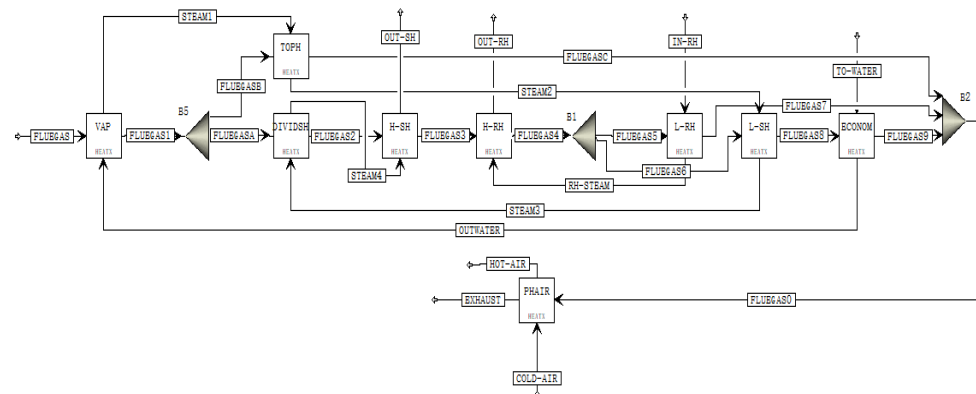 STEAM1
OUT-SH
OUT-RH
IN-RH
TOPH
HEATX
FLUEGASC
TO-WATER
FLUEGASB
STEAM2
FLUEGAS7
B2
B5
B1
FLUEGAS
VAP
HEATX
FLUEGAS1
FLUEGASA
DIVIDSH
HEATX
FLUEGAS2
H-SH
HEATX
FLUEGAS3
H-RH
HEATX
FLUEGAS4
FLUEGAS5
L-RH
HEATX
L-SH
HEATX
FLUEGAS8
ECONOM
HEATX
FLUEGAS9
STEAM4
FLUEGAS6
RH-STEAM
STEAM3
OUTWATER
HOT-AIR
PHAIR
HEATX
EXHAUST
FLUEGAS0
COLD-AIR